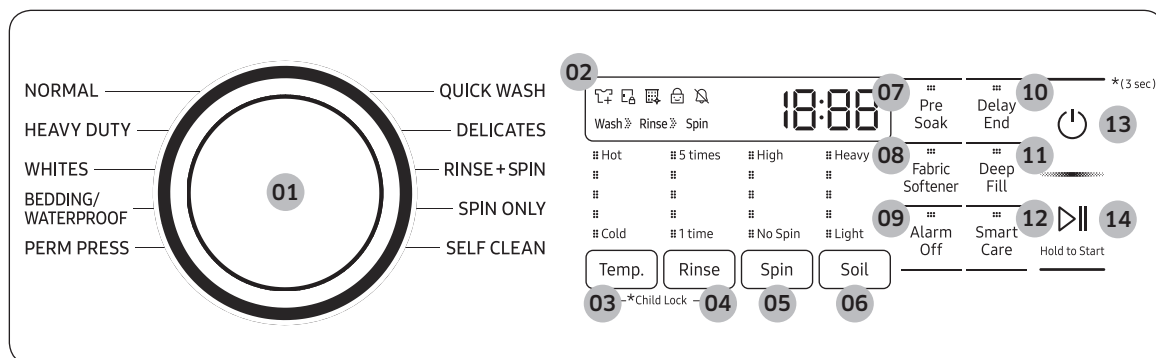 NORMAL
HEAVY DUTY
WHITES
BEDDING/
WATERPROOF
PERM PRESS
01
QUICK WASH
DELICATES
RINSE+SPIN
SPIN ONLY
SELF CLEAN
02
18:88
Wash Rinse Spin
Hot 5 times High Heavy
Cold 1 time No Spin Light
Temp. Rinse Spin Soil
03 *Child Lock 04 05 06
07 Pre
Soak
08 Fabric
Softener
09 Alarm
Off
10 Delay
End
11 Deep
Fill
12 Smart
Care
*(3 sec)
13
14
Hold to Start